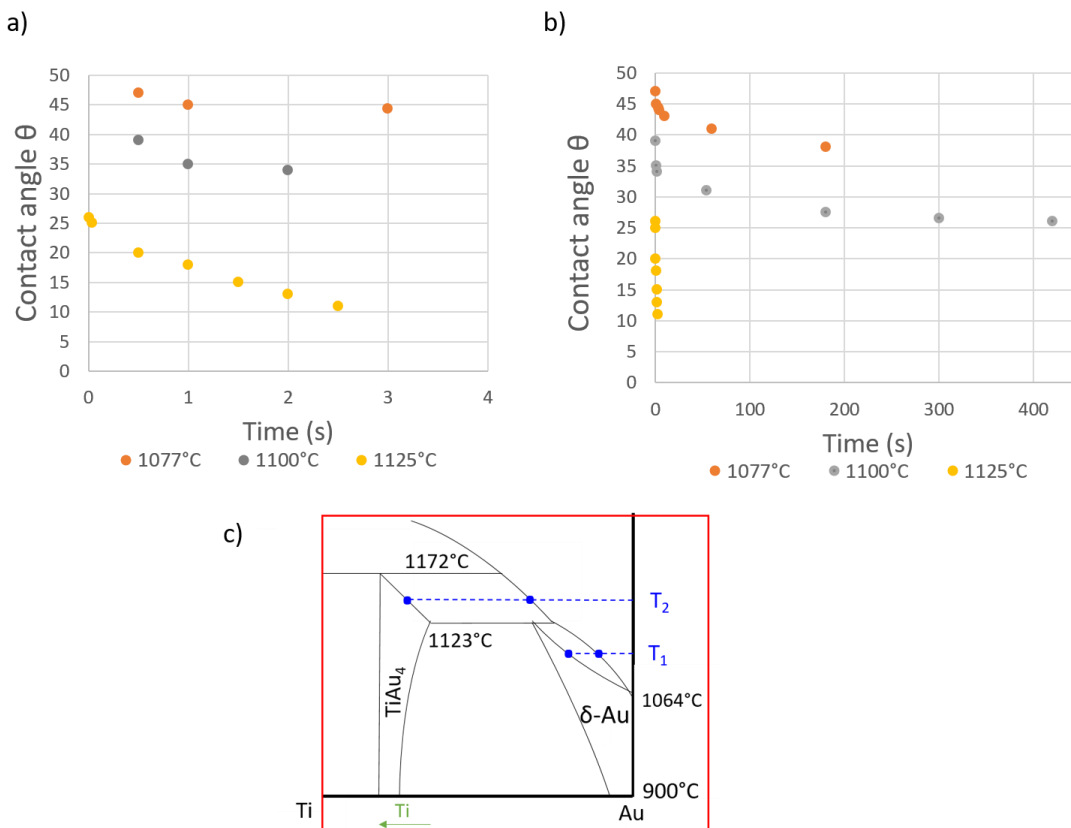 a)
50
45
40
35
30
25
20
15
10
5
0
Contact angle θ
0 1 2 3 4
Time (s)
1077°C 1100°C 1125°C
b)
50
45
40
35
30
25
20
15
10
5
0
Contact angle θ
0 100 200 300 400
Time (s)
1077°C 1100°C 1125°C
c)
1172°C
T₂
1123°C
T₁
TiAu₄
1064°C
δ-Au
900°C
Ti
Ti
Au